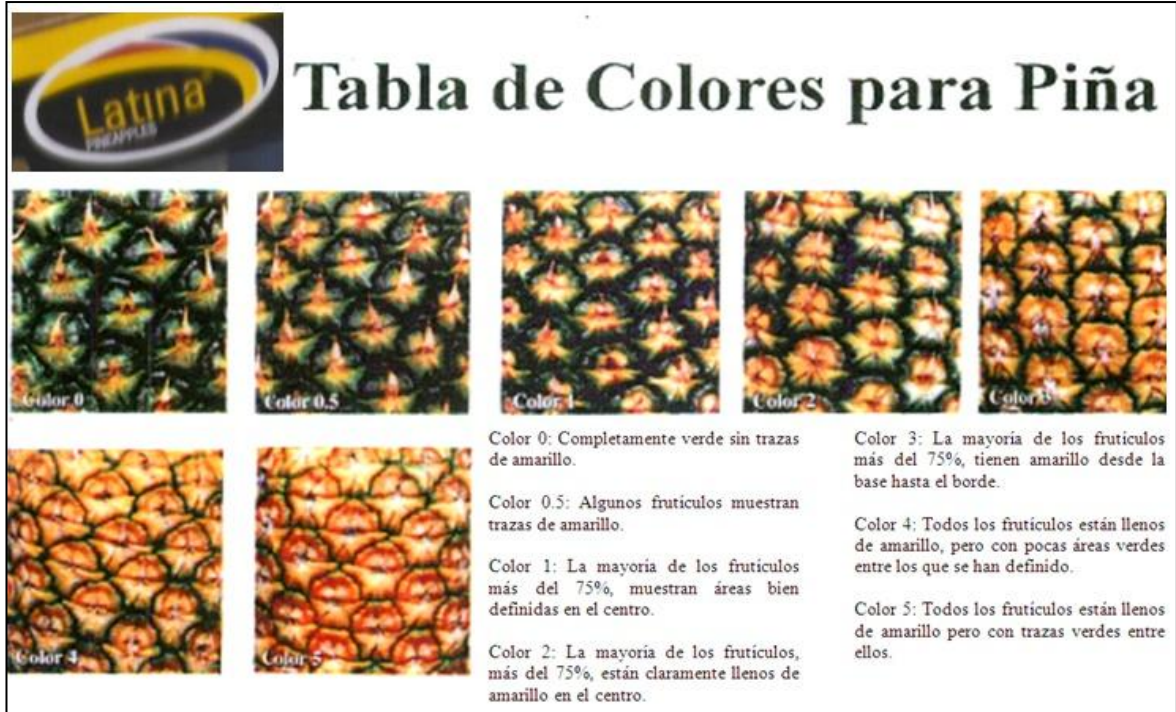 Latina
PINEAPPLES
Tabla de Colores para Piña
Color 0
Color 0.5
Color 1
Color 2
Color 3
Color 4
Color 5
Color 0: Completamente verde sin trazas
de amarillo.
Color 0.5: Algunos frutículos muestran
trazas de amarillo.
Color 1: La mayoría de los frutículos
más del 75%, muestran áreas bien
definidas en el centro.
Color 2: La mayoría de los frutículos,
más del 75%, están claramente llenos de
amarillo en el centro.
Color 3: La mayoría de los frutículos
más del 75%, tienen amarillo desde la
base hasta el borde.
Color 4: Todos los frutículos están llenos
de amarillo, pero con pocas áreas verdes
entre los que se han definido.
Color 5: Todos los frutículos están llenos
de amarillo pero con trazas verdes entre
ellos.